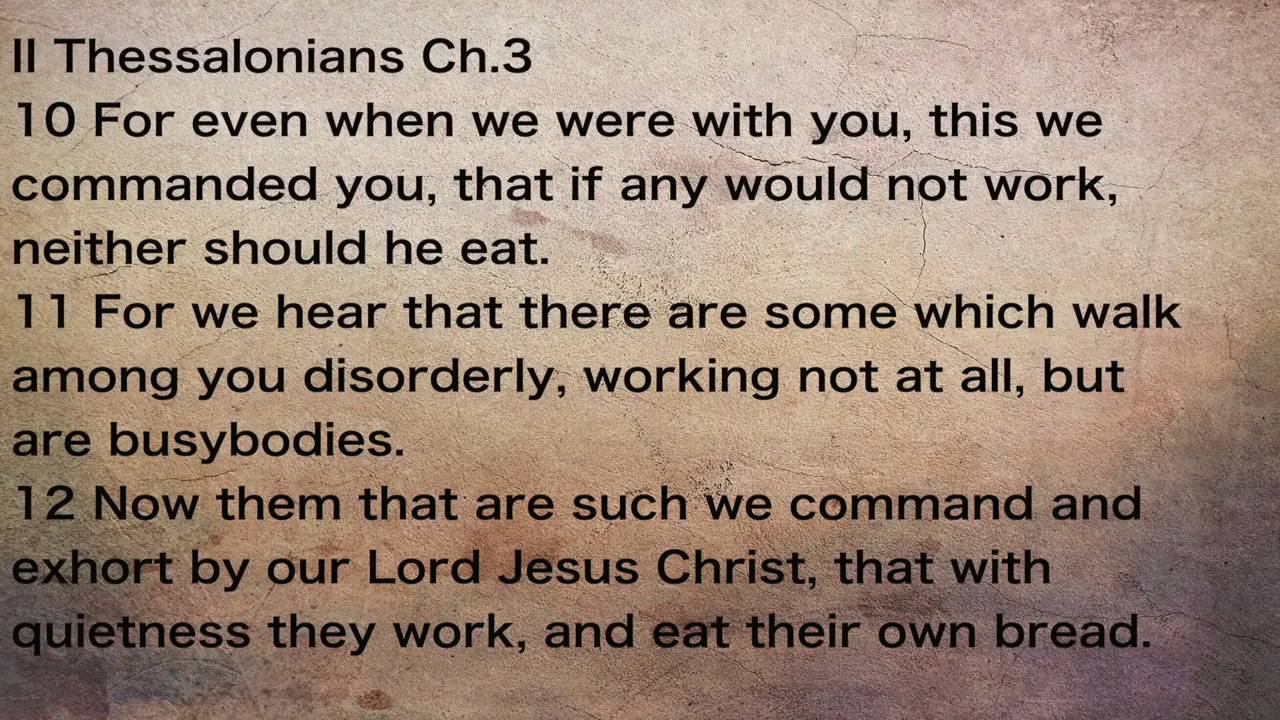 II Thessalonians Ch.3
10 For even when we were with you, this we
commanded you, that if any would not work,
neither should he eat.
11 For we hear that there are some which walk
among you disorderly, working not at all, but
are busybodies.
12 Now them that are such we command and
exhort by our Lord Jesus Christ, that with
quietness they work, and eat their own bread.